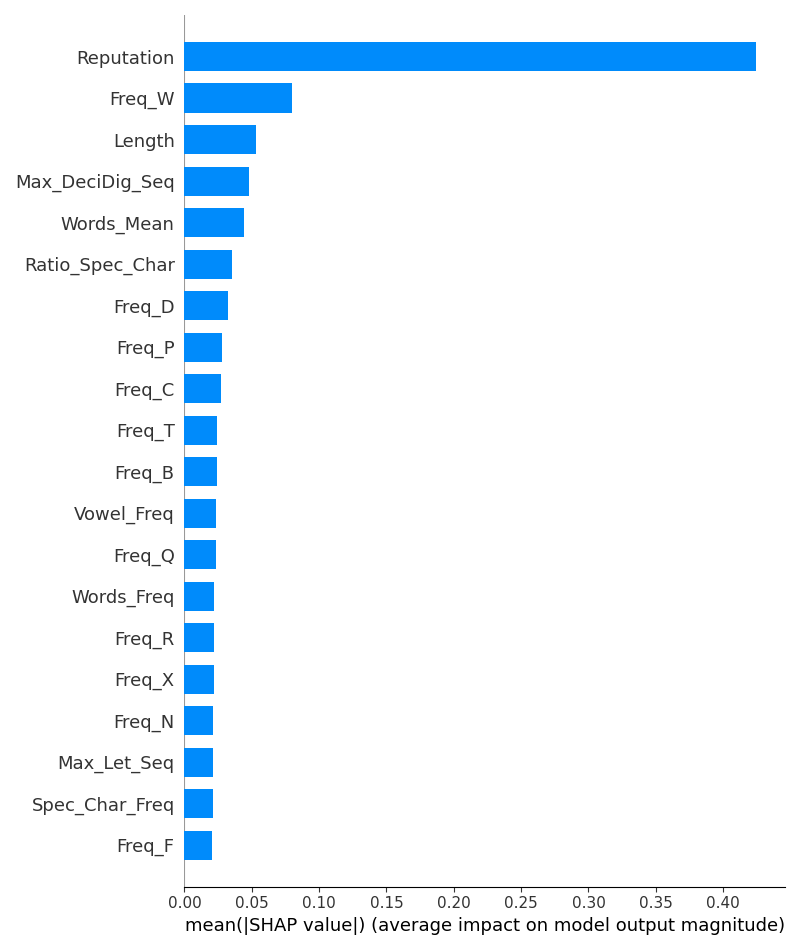 Reputation
Freq_W
Length
Max_DeciDig_Seq
Words_Mean
Ratio_Spec_Char
Freq_D
Freq_P
Freq_C
Freq_T
Freq_B
Vowel_Freq
Freq_Q
Words_Freq
Freq_R
Freq_X
Freq_N
Max_Let_Seq
Spec_Char_Freq
Freq_F
0.00 0.05 0.10 0.15 0.20 0.25 0.30 0.35 0.40
mean(|SHAP value|) (average impact on model output magnitude)